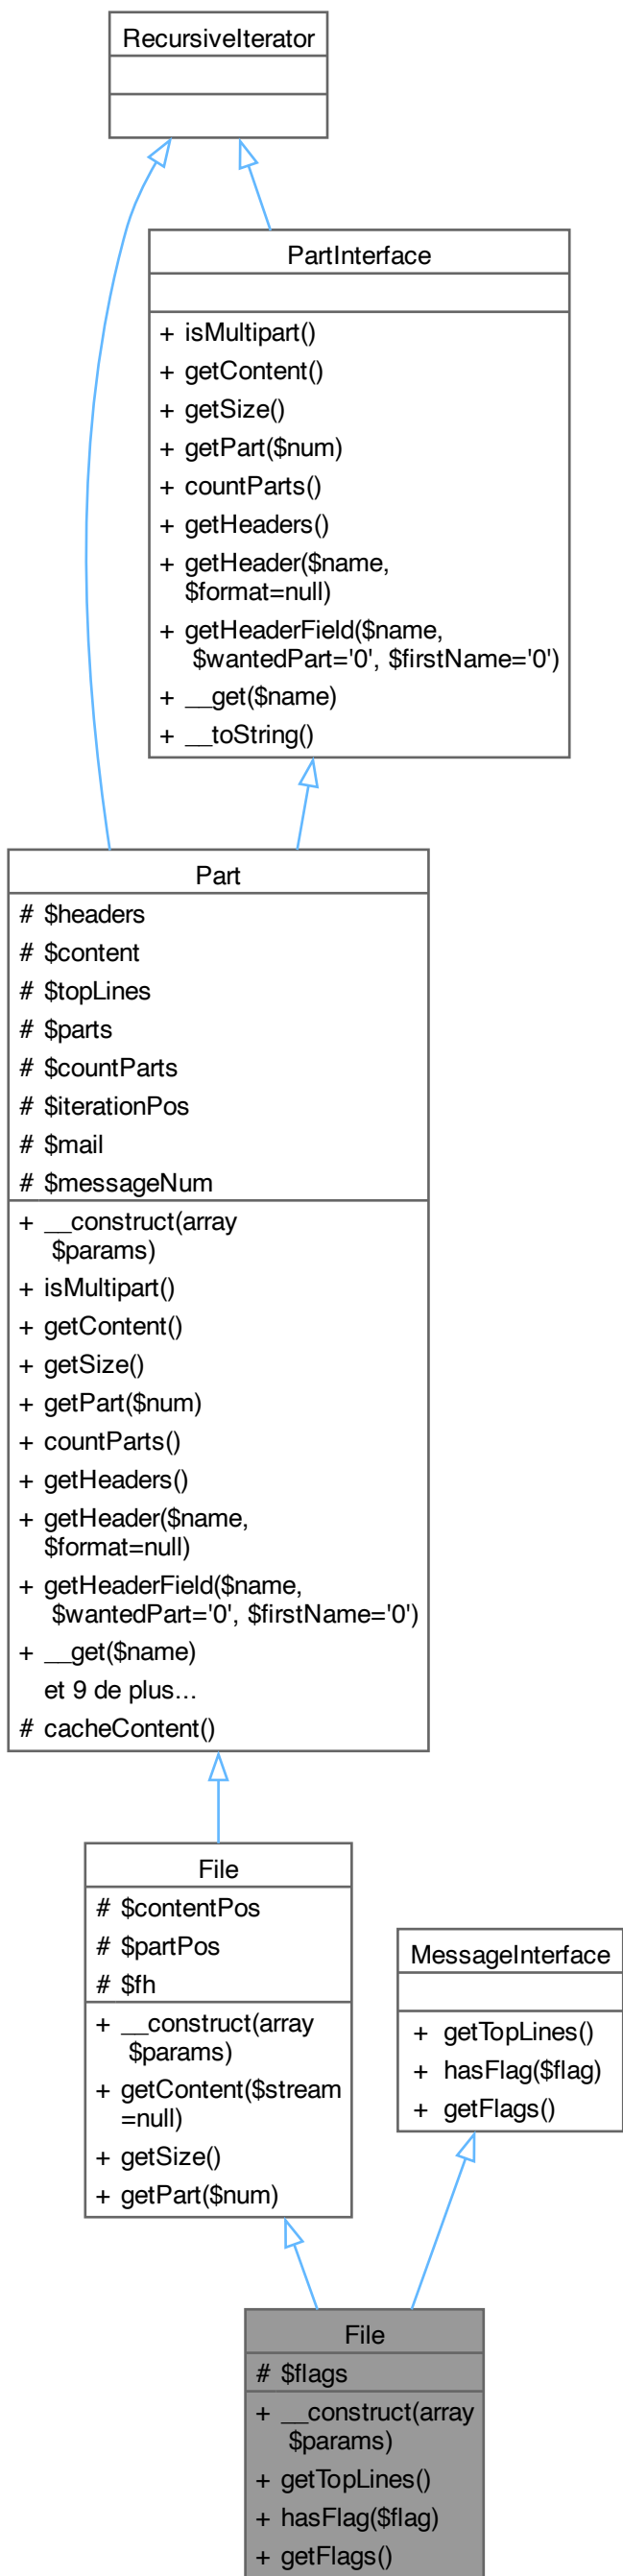 RecursiveIterator
PartInterface
+ isMultipart()
+ getContent()
+ getSize()
+ getPart($num)
+ countParts()
+ getHeaders()
+ getHeader($name,
$format=null)
+ getHeaderField($name,
$wantedPart='0', $firstName='0')
+ __get($name)
+ __toString()
Part
# $headers
# $content
# $topLines
# $parts
# $countParts
# $iterationPos
# $mail
# $messageNum
+ __construct(array
$params)
+ isMultipart()
+ getContent()
+ getSize()
+ getPart($num)
+ countParts()
+ getHeaders()
+ getHeader($name,
$format=null)
+ getHeaderField($name,
$wantedPart='0', $firstName='0')
+ __get($name)
et 9 de plus...
# cacheContent()
File
# $contentPos
# $partPos
# $fh
+ __construct(array
$params)
+ getContent($stream
=null)
+ getSize()
+ getPart($num)
MessageInterface
+ getTopLines()
+ hasFlag($flag)
+ getFlags()
File
# $flags
+ __construct(array
$params)
+ getTopLines()
+ hasFlag($flag)
+ getFlags()